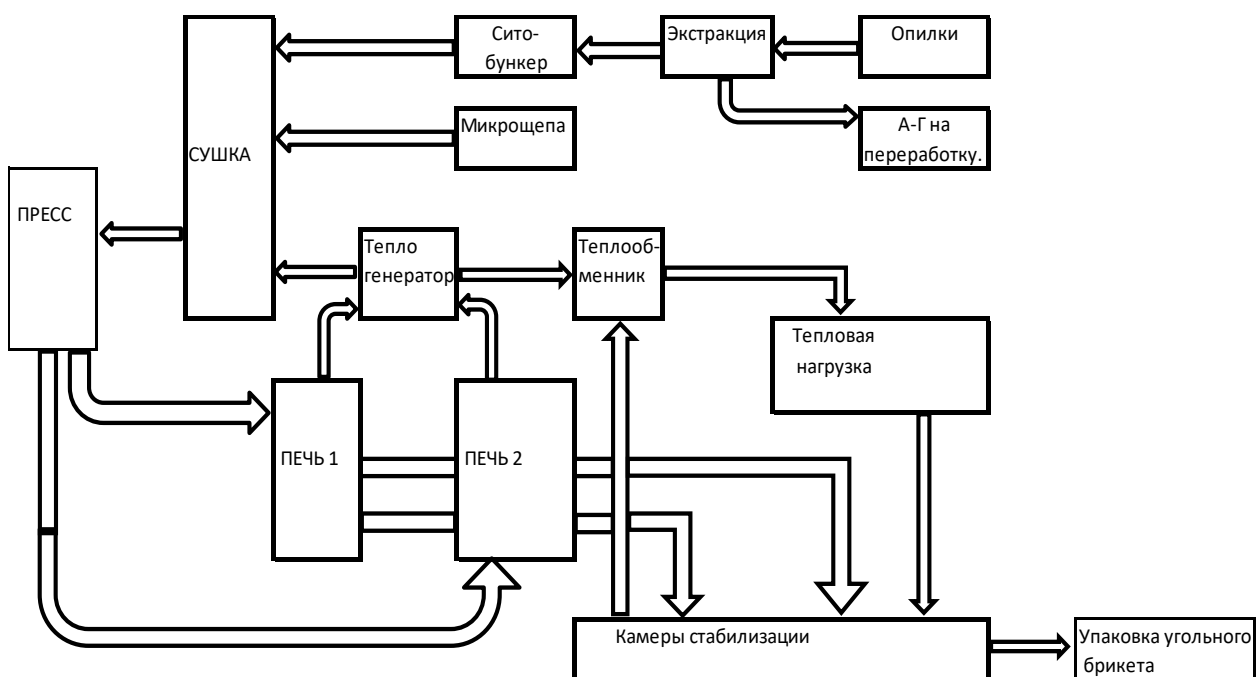 Сито-
бункер
Экстракция
Опилки
Микрощепа
А-Г на
переработку.
СУШКА
ПРЕСС
Тепло
генератор
Теплооб-
менник
Тепловая
нагрузка
ПЕЧЬ 1
ПЕЧЬ 2
Камеры стабилизации
Упаковка угольного
брикета